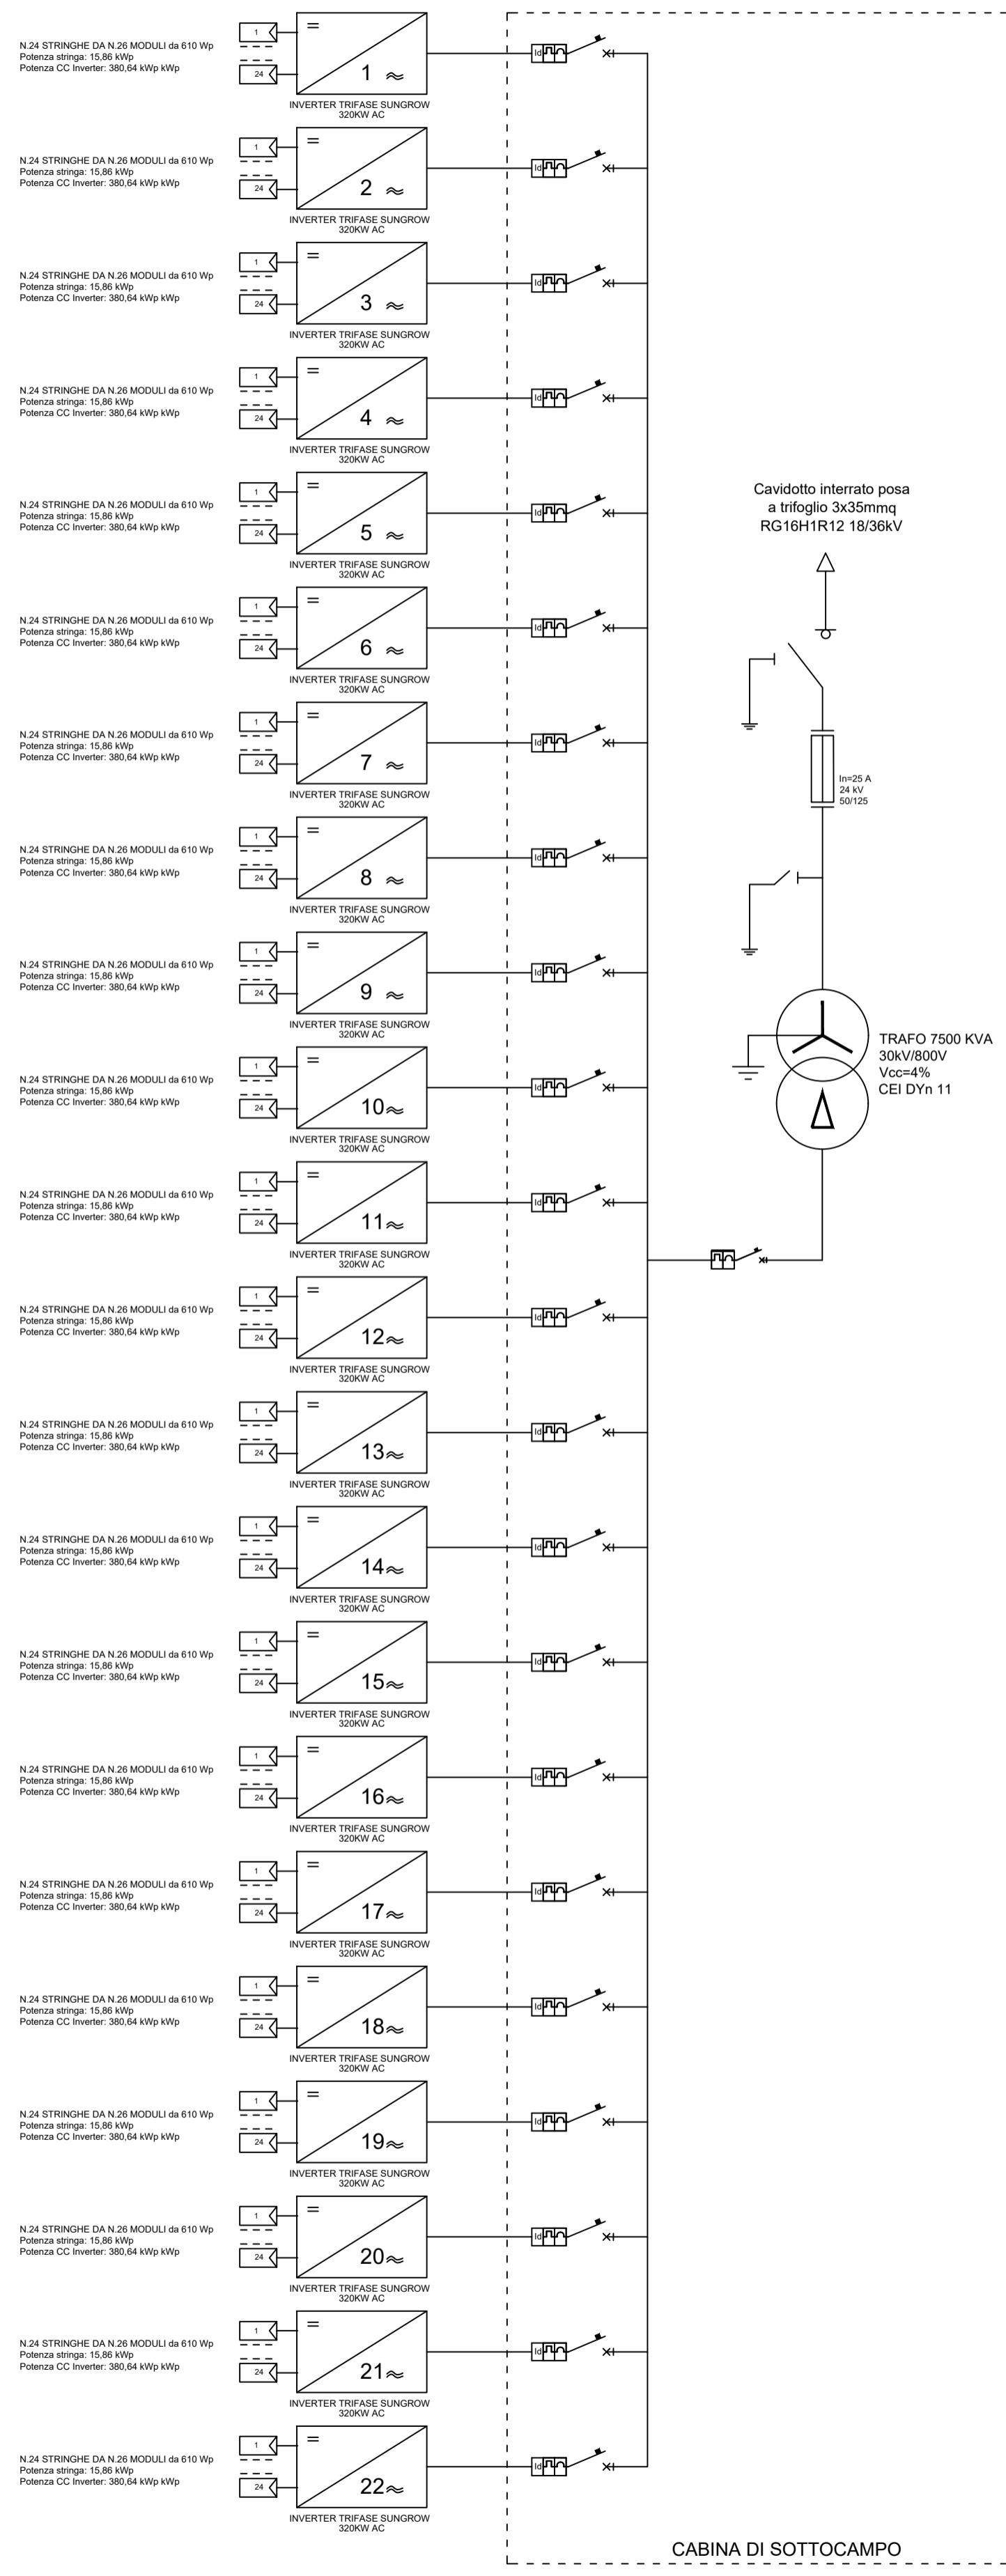 N.24 STRINGHE DA N.26 MODULI da 610 Wp
Potenza stringa: 15,86 kWp
Potenza CC Inverter: 380,64 kWp kWp
1
24
1
INVERTER TRIFASE SUNGROW
320KW AC
Id
N.24 STRINGHE DA N.26 MODULI da 610 Wp
Potenza stringa: 15,86 kWp
Potenza CC Inverter: 380,64 kWp kWp
1
24
2
INVERTER TRIFASE SUNGROW
320KW AC
Id
N.24 STRINGHE DA N.26 MODULI da 610 Wp
Potenza stringa: 15,86 kWp
Potenza CC Inverter: 380,64 kWp kWp
1
24
3
INVERTER TRIFASE SUNGROW
320KW AC
Id
N.24 STRINGHE DA N.26 MODULI da 610 Wp
Potenza stringa: 15,86 kWp
Potenza CC Inverter: 380,64 kWp kWp
1
24
4
INVERTER TRIFASE SUNGROW
320KW AC
Id
N.24 STRINGHE DA N.26 MODULI da 610 Wp
Potenza stringa: 15,86 kWp
Potenza CC Inverter: 380,64 kWp kWp
1
24
5
INVERTER TRIFASE SUNGROW
320KW AC
Id
N.24 STRINGHE DA N.26 MODULI da 610 Wp
Potenza stringa: 15,86 kWp
Potenza CC Inverter: 380,64 kWp kWp
1
24
6
INVERTER TRIFASE SUNGROW
320KW AC
Id
N.24 STRINGHE DA N.26 MODULI da 610 Wp
Potenza stringa: 15,86 kWp
Potenza CC Inverter: 380,64 kWp kWp
1
24
7
INVERTER TRIFASE SUNGROW
320KW AC
Id
N.24 STRINGHE DA N.26 MODULI da 610 Wp
Potenza stringa: 15,86 kWp
Potenza CC Inverter: 380,64 kWp kWp
1
24
8
INVERTER TRIFASE SUNGROW
320KW AC
Id
N.24 STRINGHE DA N.26 MODULI da 610 Wp
Potenza stringa: 15,86 kWp
Potenza CC Inverter: 380,64 kWp kWp
1
24
9
INVERTER TRIFASE SUNGROW
320KW AC
Id
N.24 STRINGHE DA N.26 MODULI da 610 Wp
Potenza stringa: 15,86 kWp
Potenza CC Inverter: 380,64 kWp kWp
1
24
10
INVERTER TRIFASE SUNGROW
320KW AC
Id
N.24 STRINGHE DA N.26 MODULI da 610 Wp
Potenza stringa: 15,86 kWp
Potenza CC Inverter: 380,64 kWp kWp
1
24
11
INVERTER TRIFASE SUNGROW
320KW AC
Id
N.24 STRINGHE DA N.26 MODULI da 610 Wp
Potenza stringa: 15,86 kWp
Potenza CC Inverter: 380,64 kWp kWp
1
24
12
INVERTER TRIFASE SUNGROW
320KW AC
Id
N.24 STRINGHE DA N.26 MODULI da 610 Wp
Potenza stringa: 15,86 kWp
Potenza CC Inverter: 380,64 kWp kWp
1
24
13
INVERTER TRIFASE SUNGROW
320KW AC
Id
N.24 STRINGHE DA N.26 MODULI da 610 Wp
Potenza stringa: 15,86 kWp
Potenza CC Inverter: 380,64 kWp kWp
1
24
14
INVERTER TRIFASE SUNGROW
320KW AC
Id
N.24 STRINGHE DA N.26 MODULI da 610 Wp
Potenza stringa: 15,86 kWp
Potenza CC Inverter: 380,64 kWp kWp
1
24
15
INVERTER TRIFASE SUNGROW
320KW AC
Id
N.24 STRINGHE DA N.26 MODULI da 610 Wp
Potenza stringa: 15,86 kWp
Potenza CC Inverter: 380,64 kWp kWp
1
24
16
INVERTER TRIFASE SUNGROW
320KW AC
Id
N.24 STRINGHE DA N.26 MODULI da 610 Wp
Potenza stringa: 15,86 kWp
Potenza CC Inverter: 380,64 kWp kWp
1
24
17
INVERTER TRIFASE SUNGROW
320KW AC
Id
N.24 STRINGHE DA N.26 MODULI da 610 Wp
Potenza stringa: 15,86 kWp
Potenza CC Inverter: 380,64 kWp kWp
1
24
18
INVERTER TRIFASE SUNGROW
320KW AC
Id
N.24 STRINGHE DA N.26 MODULI da 610 Wp
Potenza stringa: 15,86 kWp
Potenza CC Inverter: 380,64 kWp kWp
1
24
19
INVERTER TRIFASE SUNGROW
320KW AC
Id
N.24 STRINGHE DA N.26 MODULI da 610 Wp
Potenza stringa: 15,86 kWp
Potenza CC Inverter: 380,64 kWp kWp
1
24
20
INVERTER TRIFASE SUNGROW
320KW AC
Id
N.24 STRINGHE DA N.26 MODULI da 610 Wp
Potenza stringa: 15,86 kWp
Potenza CC Inverter: 380,64 kWp kWp
1
24
21
INVERTER TRIFASE SUNGROW
320KW AC
Id
N.24 STRINGHE DA N.26 MODULI da 610 Wp
Potenza stringa: 15,86 kWp
Potenza CC Inverter: 380,64 kWp kWp
1
24
22
INVERTER TRIFASE SUNGROW
320KW AC
Id
Cavidotto interrato posa
a trifoglio 3x35mmq
RG16H1R12 18/36kV
In=25 A
24 kV
50/125
TRAFO 7500 KVA
30kV/800V
Vcc=4%
CEI DYn 11
CABINA DI SOTTOCAMPO